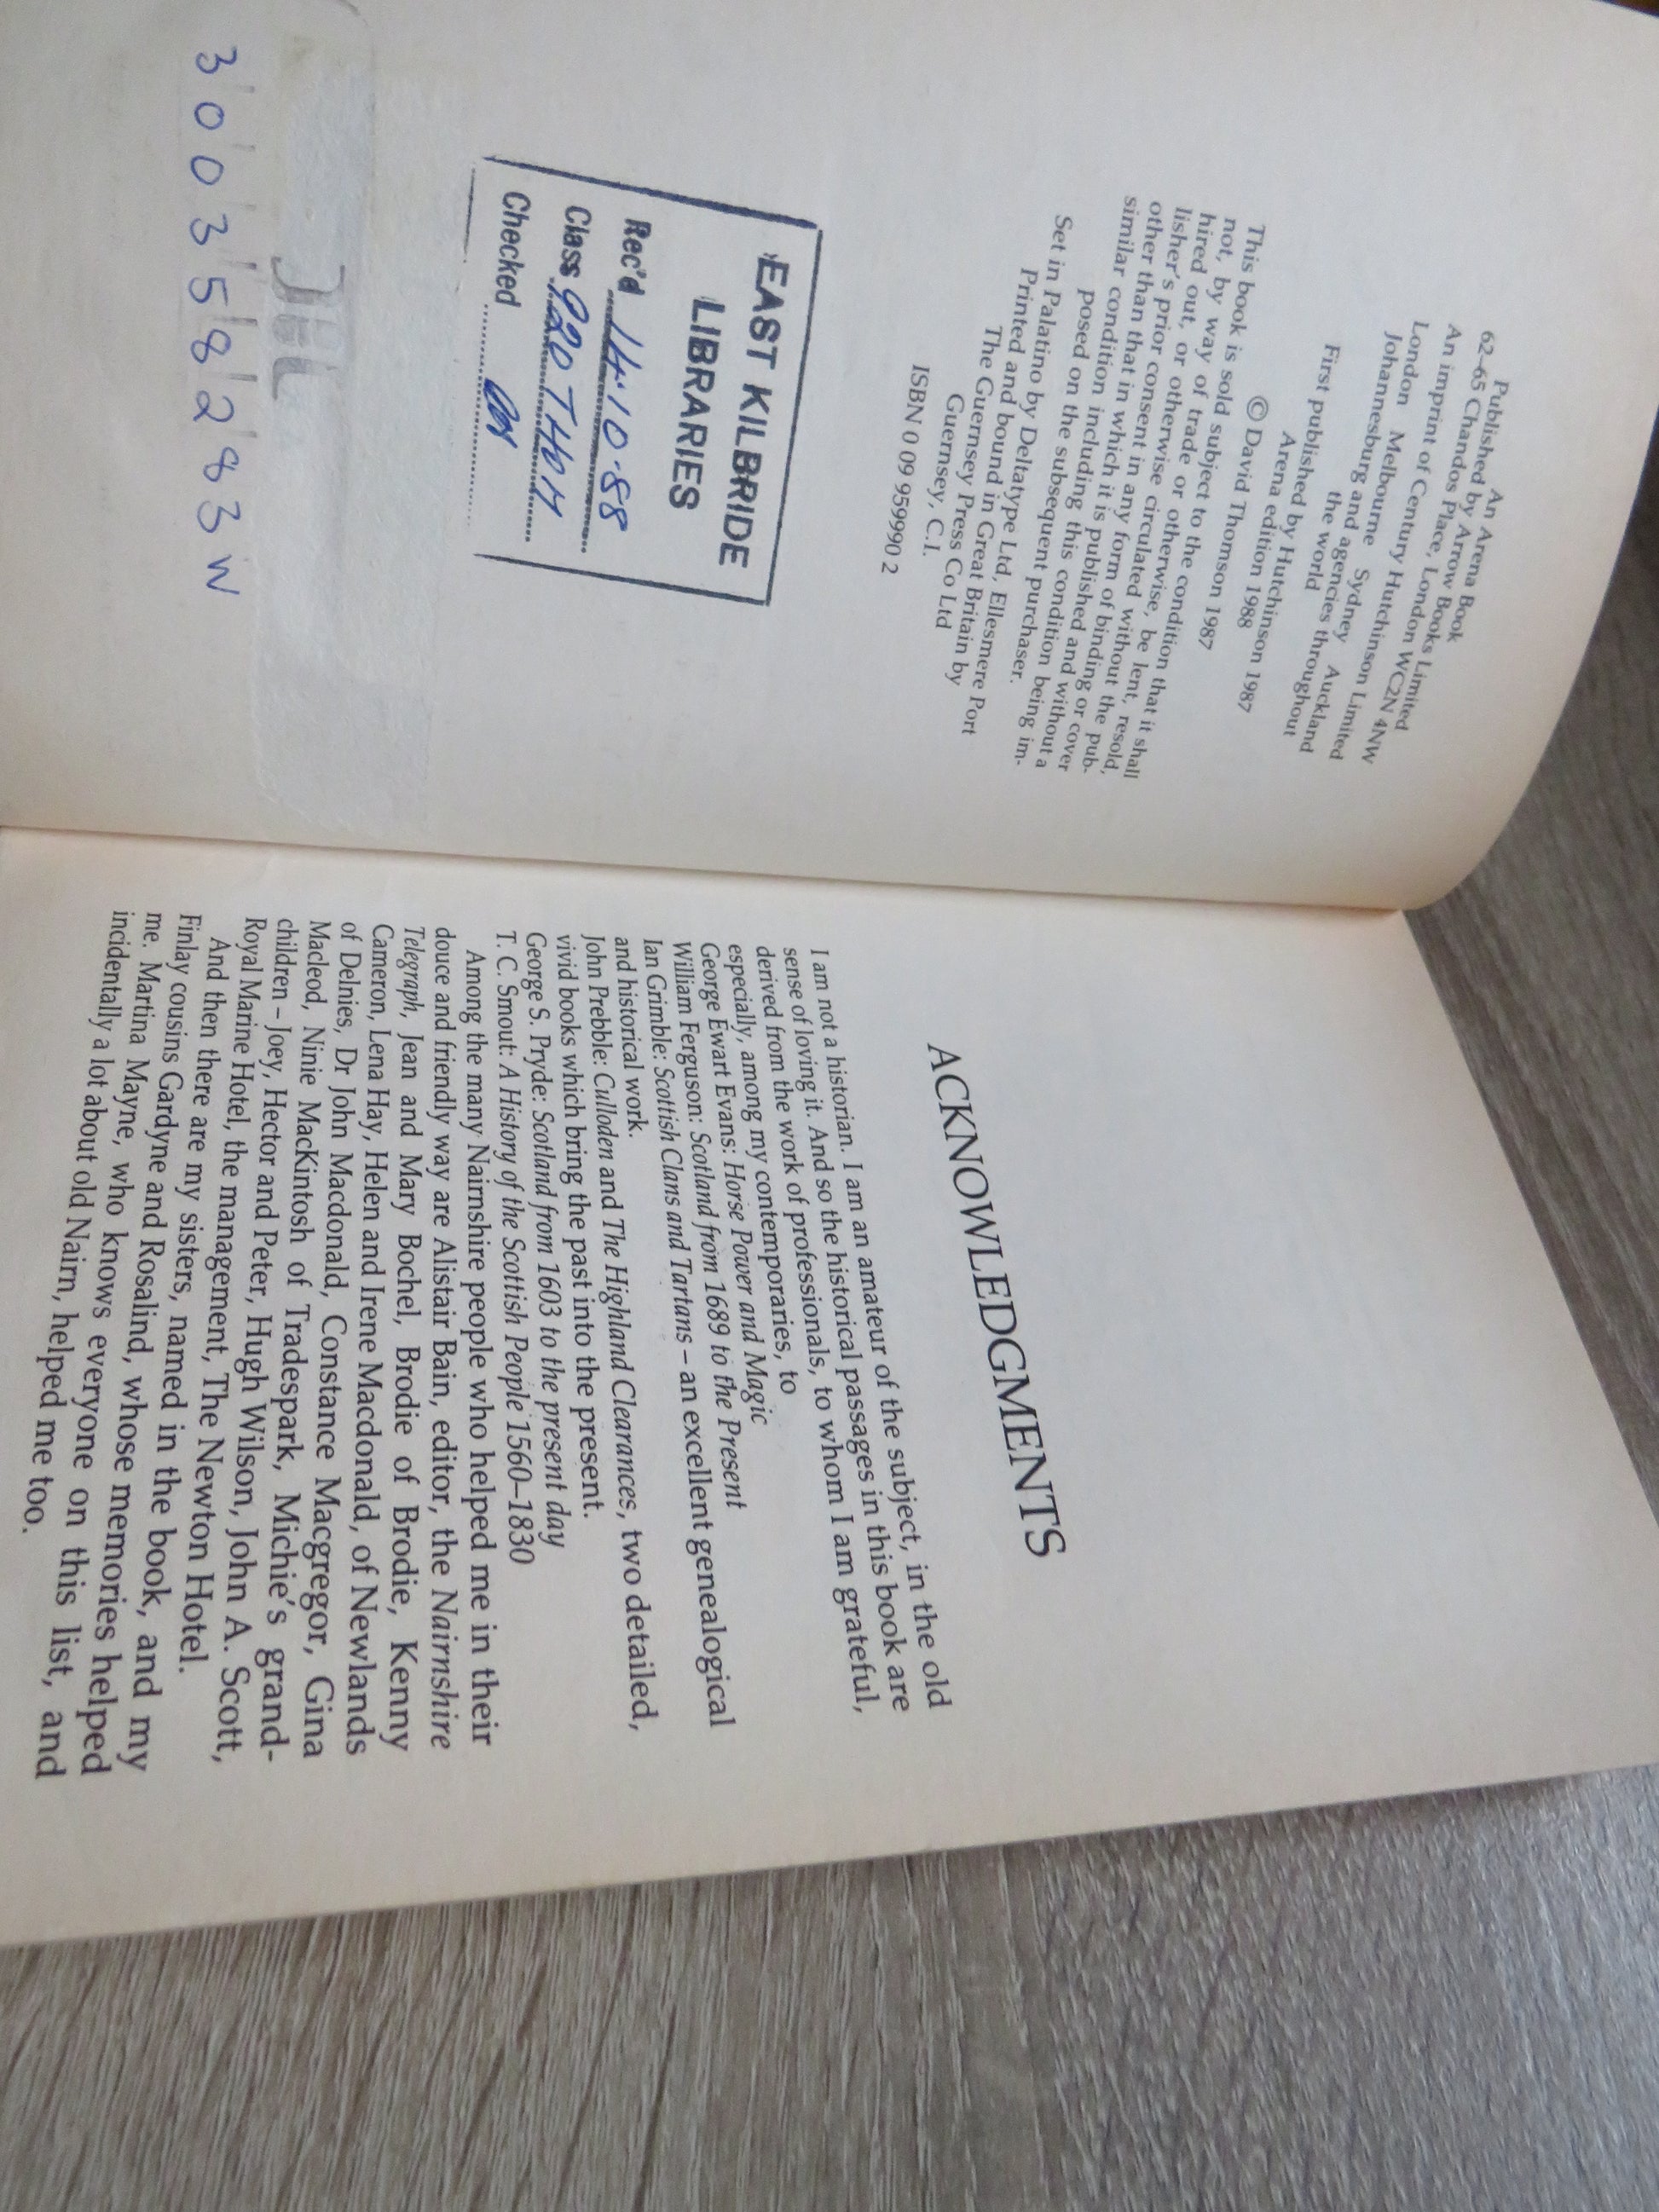 An Arena Book
Published by Arrow Books Limited
62–65 Chandos Place, London WC2N 4NW
An imprint of Century Hutchinson Limited
London Melbourne Sydney Auckland
Johannesburg and agencies throughout
the world
First published by Hutchinson 1987
Arena edition 1988
© David Thomson 1987
This book is sold subject to the condition that it shall
not, by way of trade or otherwise, be lent, resold,
hired out, or otherwise circulated without the pub-
lisher's prior consent in any form of binding or cover
other than that in which it is published and without a
similar condition including this condition being im-
posed on the subsequent purchaser.
Set in Palatino by Deltatype Ltd, Ellesmere Port
Printed and bound in Great Britain by
The Guernsey Press Co Ltd
Guernsey, C.I.
ISBN 0 09 959990 2
EAST KILBRIDE
LIBRARIES
Rec'd 14·10·88
Class 920 THOM
Checked
300358283W
ACKNOWLEDGMENTS
I am not a historian. I am an amateur of the subject, in the old
sense of loving it. And so the historical passages in this book are
derived from the work of professionals, to whom I am grateful,
especially, among my contemporaries, to
George Ewart Evans: Horse Power and Magic
William Ferguson: Scotland from 1689 to the Present
Ian Grimble: Scottish Clans and Tartans – an excellent genealogical
and historical work.
John Prebble: Culloden and The Highland Clearances, two detailed,
vivid books which bring the past into the present.
George S. Pryde: Scotland from 1603 to the present day
T. C. Smout: A History of the Scottish People 1560–1830
Among the many Nairnshire people who helped me in their
douce and friendly way are Alistair Bain, editor, the Nairnshire
Telegraph, Jean and Mary Bochel, Brodie of Brodie, Kenny
Cameron, Lena Hay, Helen and Irene Macdonald, of Newlands
of Delnies, Dr John Macdonald, Constance Macgregor, Gina
Macleod, Ninie MacKintosh of Tradespark, Michie's grand-
children – Joey, Hector and Peter, Hugh Wilson, John A. Scott,
Royal Marine Hotel, the management, The Newton Hotel.
And then there are my sisters, named in the book, and my
Finlay cousins Gardyne and Rosalind, whose memories helped
me. Martina Mayne, who knows everyone on this list, and
incidentally a lot about old Nairn, helped me too.